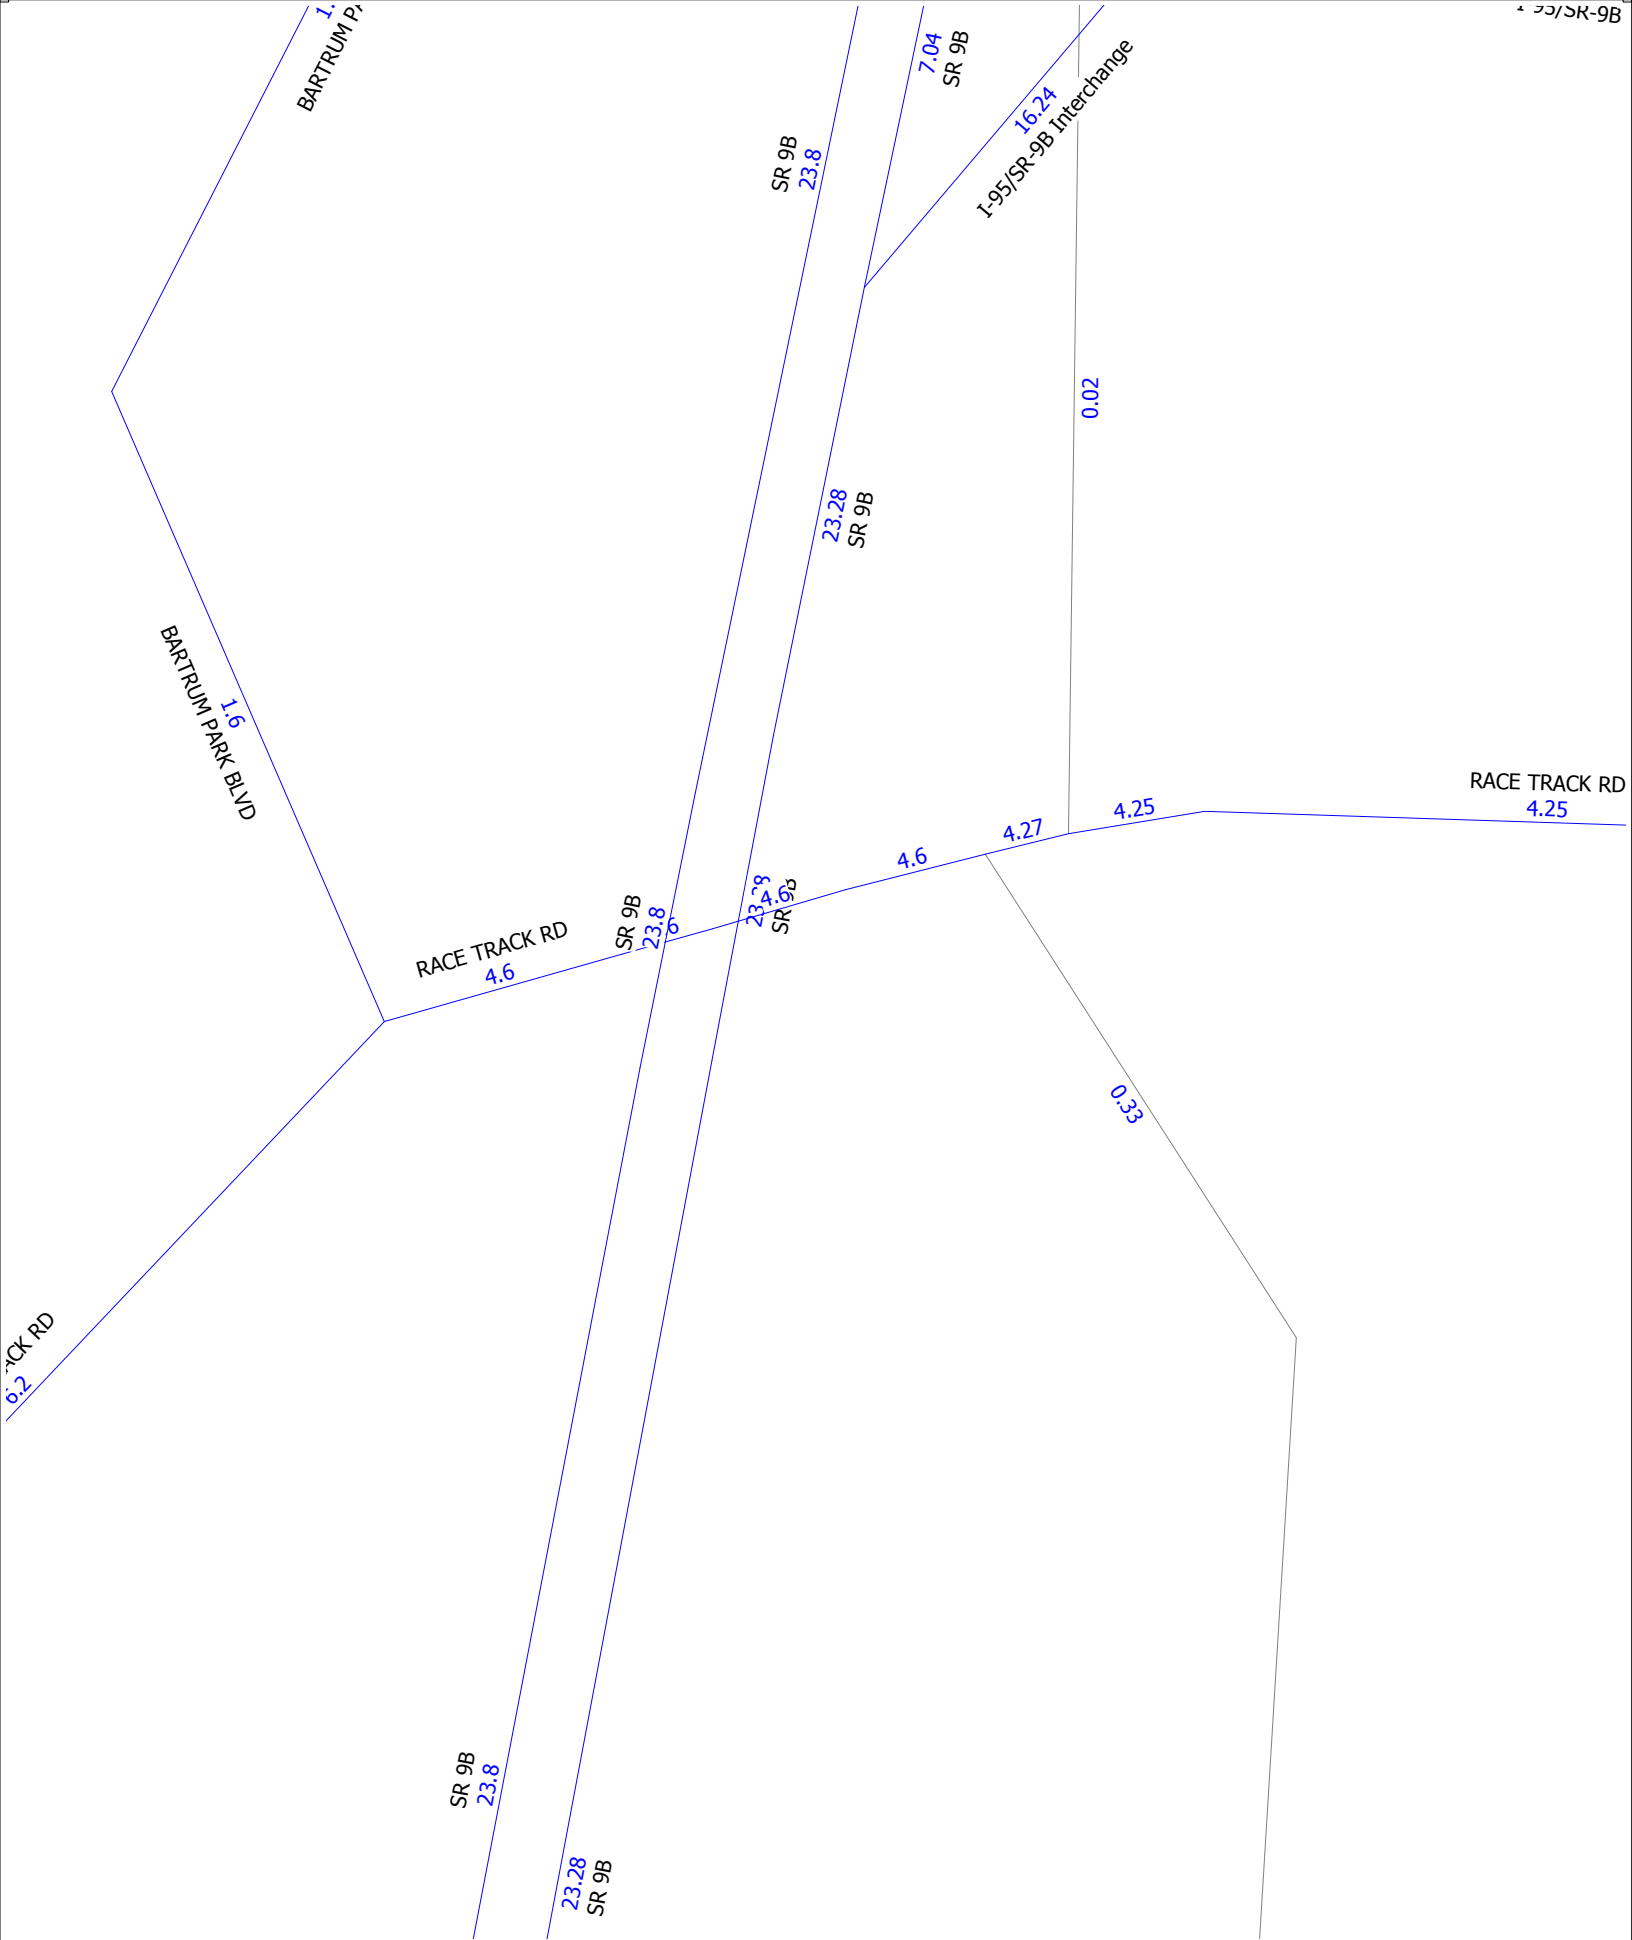 SR 9B
7.04
SR 9B
23.8
16.24
I-95/SR-9B Interchange
0.02
23.28
SR 9B
BARTRUM PARK BLVD
1.6
RACE TRACK RD
4.25
4.25
4.27
4.6
4.6
SR 9B
23.8
SR 9B
RACE TRACK RD
4.6
0.33
6.2
SR 9B
23.8
23.28
SR 9B